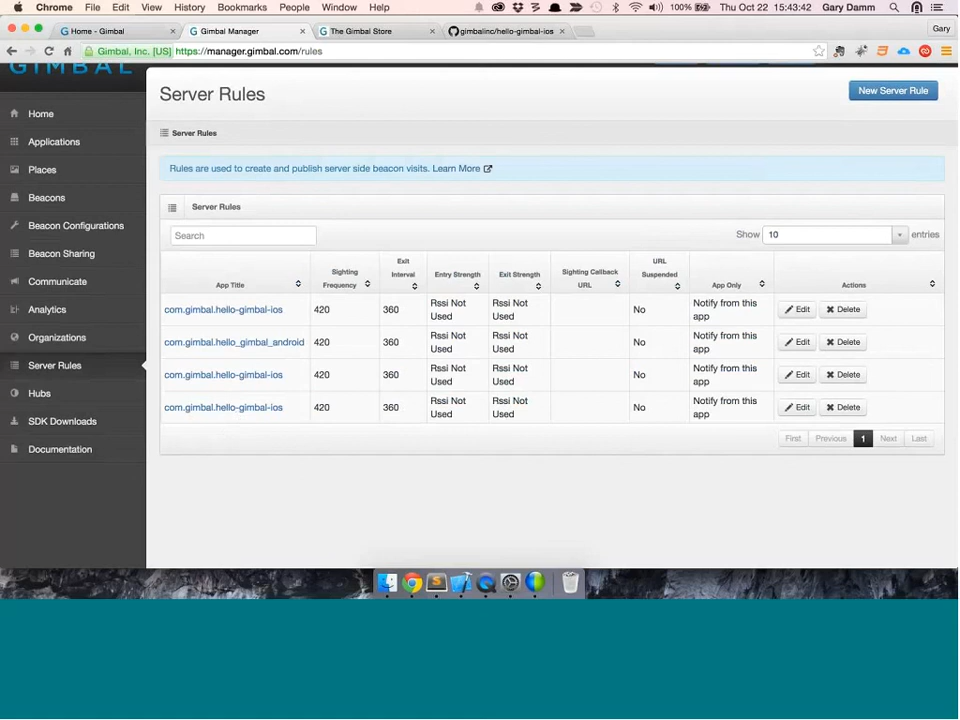 Chrome File Edit View History Bookmarks People Window Help 100% Thu Oct 22 15:43:42 Gary Damm
Home - Gimbal × Gimbal Manager × The Gimbal Store × gimbalinc/hello-gimbal-ios × Gary
Gimbal, Inc. [US] https://manager.gimbal.com/rules
GIMBAL
Home
Applications
Places
Beacons
Beacon Configurations
Beacon Sharing
Communicate
Analytics
Organizations
Server Rules
Hubs
SDK Downloads
Documentation
Server Rules
New Server Rule
Server Rules
Rules are used to create and publish server side beacon visits. Learn More
Server Rules
Search
Show 10 entries
App Title
Sighting
Frequency
Exit
Interval
Entry Strength
Exit Strength
Sighting Callback
URL
URL
Suspended
App Only
Actions
com.gimbal.hello-gimbal-ios 420 360 Rssi Not Rssi Not No Notify from this Edit Delete
Used Used app
com.gimbal.hello_gimbal_android 420 360 Rssi Not Rssi Not No Notify from this Edit Delete
Used Used app
com.gimbal.hello-gimbal-ios 420 360 Rssi Not Rssi Not No Notify from this Edit Delete
Used Used app
com.gimbal.hello-gimbal-ios 420 360 Rssi Not Rssi Not No Notify from this Edit Delete
Used Used app
First Previous 1 Next Last